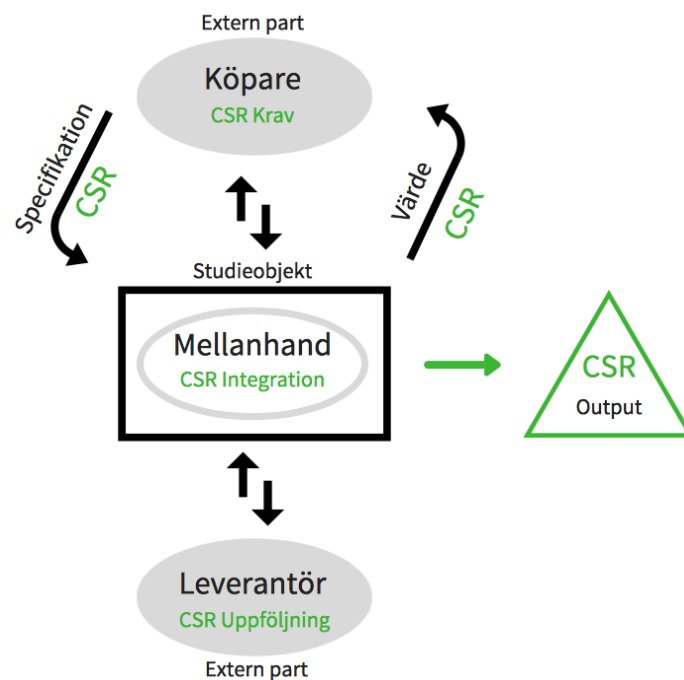 Extern part
Köpare
CSR Krav
Specifikation
CSR
Värde
CSR
Studieobjekt
Mellanhand
CSR Integration
CSR
Output
Leverantör
CSR Uppföljning
Extern part